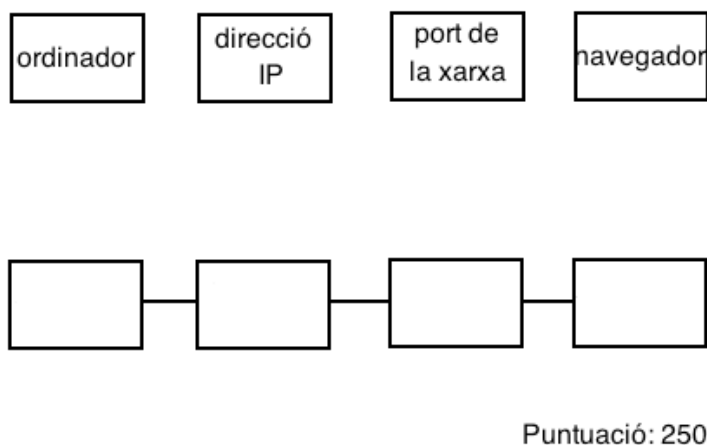 ordinador
direcció
IP
port de
la xarxa
navegador
Puntuació: 250